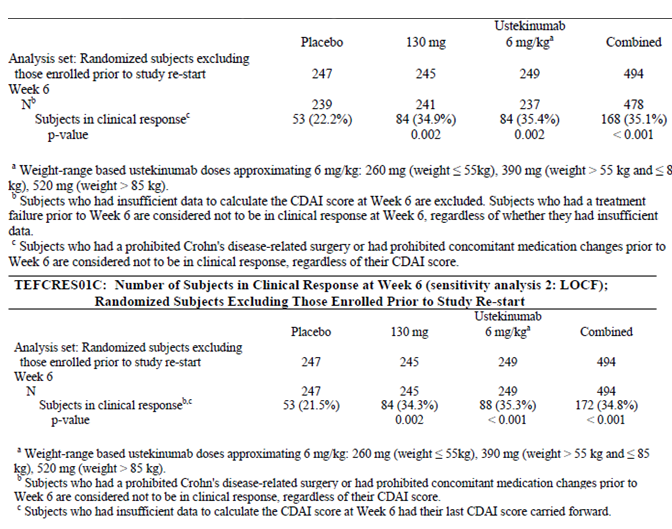 Ustekinumab
Placebo 130 mg 6 mg/kgᵃ Combined
Analysis set: Randomized subjects excluding
those enrolled prior to study re-start 247 245 249 494
Week 6
Nᵇ 239 241 237 478
Subjects in clinical responseᶜ 53 (22.2%) 84 (34.9%) 84 (35.4%) 168 (35.1%)
p-value 0.002 0.002 < 0.001
ᵃ Weight-range based ustekinumab doses approximating 6 mg/kg: 260 mg (weight ≤ 55kg), 390 mg (weight > 55 kg and ≤ 8
kg), 520 mg (weight > 85 kg).
ᵇ Subjects who had insufficient data to calculate the CDAI score at Week 6 are excluded. Subjects who had a treatment
failure prior to Week 6 are considered not to be in clinical response at Week 6, regardless of whether they had insufficient
data.
ᶜ Subjects who had a prohibited Crohn's disease-related surgery or had prohibited concomitant medication changes prior to
Week 6 are considered not to be in clinical response, regardless of their CDAI score.
TEFCRES01C: Number of Subjects in Clinical Response at Week 6 (sensitivity analysis 2: LOCF);
Randomized Subjects Excluding Those Enrolled Prior to Study Re-start
Ustekinumab
Placebo 130 mg 6 mg/kgᵃ Combined
Analysis set: Randomized subjects excluding
those enrolled prior to study re-start 247 245 249 494
Week 6
N 247 245 249 494
Subjects in clinical responseᵇ,ᶜ 53 (21.5%) 84 (34.3%) 88 (35.3%) 172 (34.8%)
p-value 0.002 < 0.001 < 0.001
ᵃ Weight-range based ustekinumab doses approximating 6 mg/kg: 260 mg (weight ≤ 55kg), 390 mg (weight > 55 kg and ≤ 85
kg), 520 mg (weight > 85 kg).
ᵇ Subjects who had a prohibited Crohn's disease-related surgery or had prohibited concomitant medication changes prior to
Week 6 are considered not to be in clinical response, regardless of their CDAI score.
ᶜ Subjects who had insufficient data to calculate the CDAI score at Week 6 had their last CDAI score carried forward.